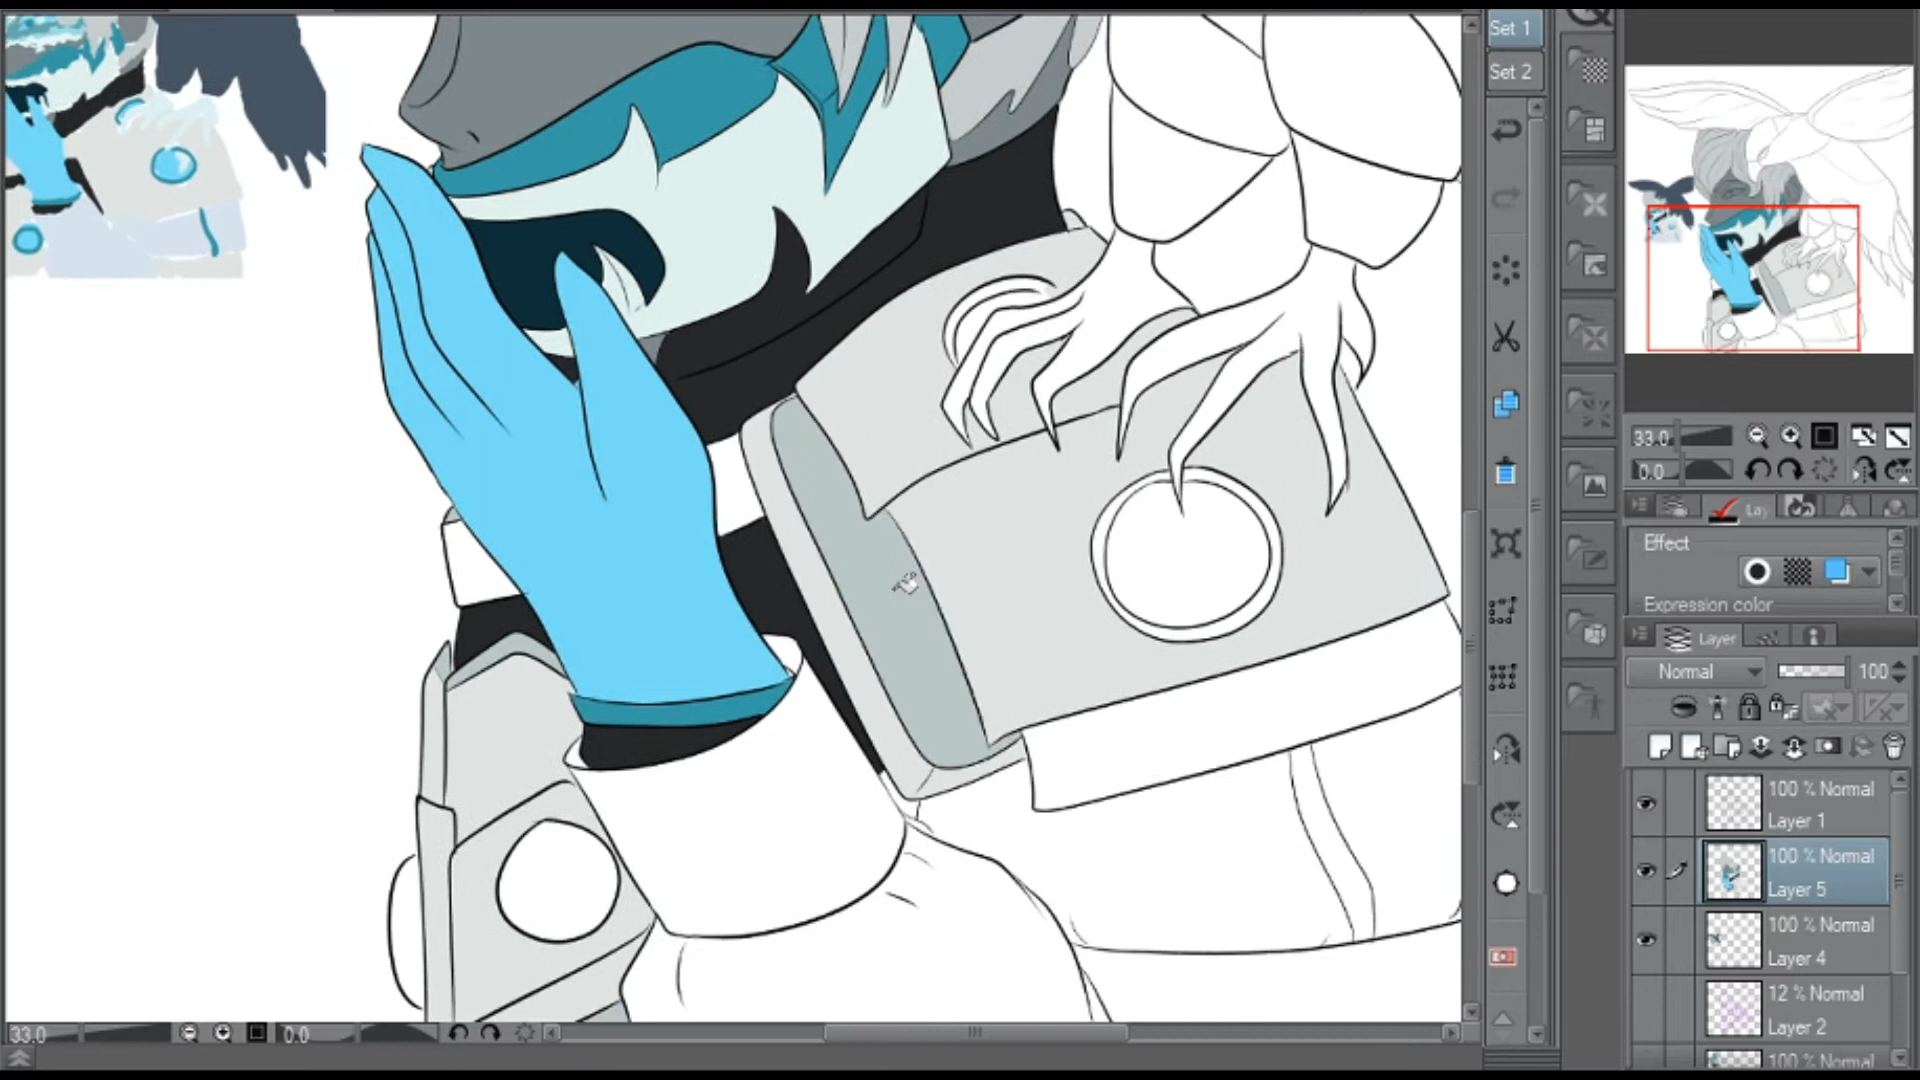 Set 1
Set 2
33.0
0.0
Lay
Effect
Expression color
Layer
Normal 100
100 % Normal
Layer 1
100 % Normal
Layer 5
100 % Normal
Layer 4
12 % Normal
Layer 2
100 % Normal
33.0 0.0